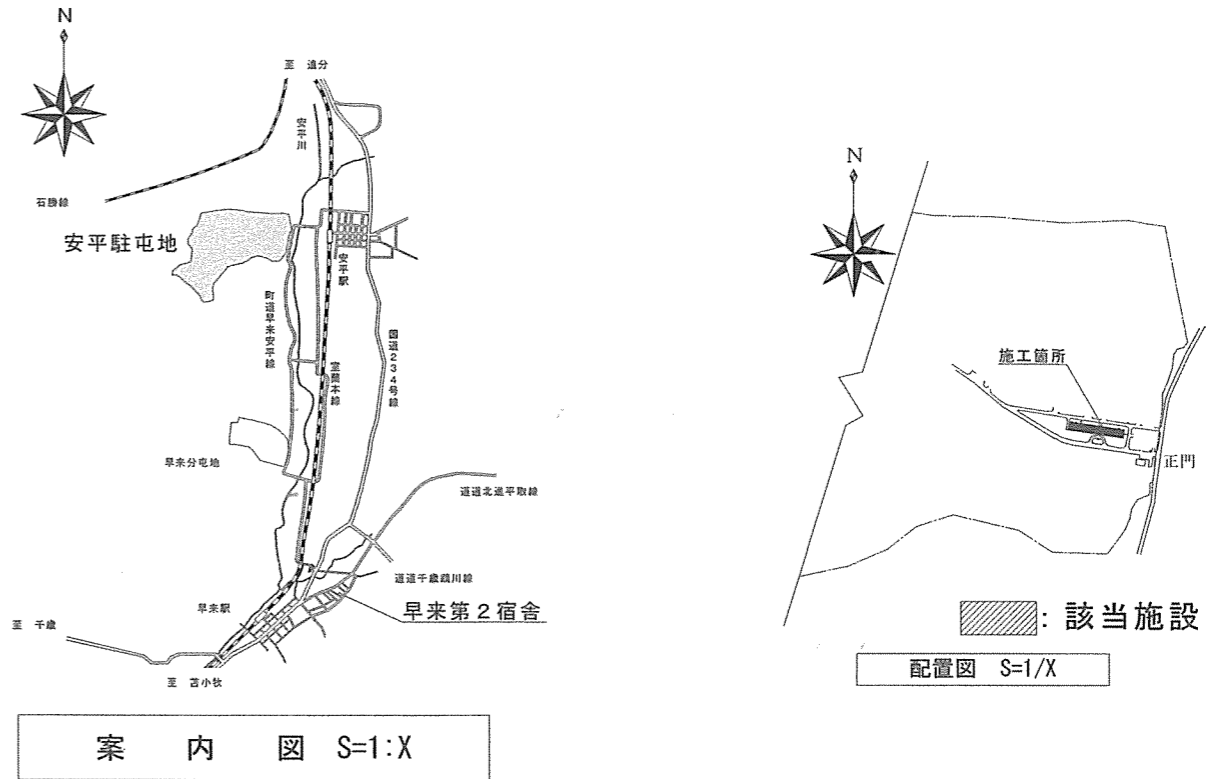 N
至 追分
安平川
石勝線
安平駐屯地
安平駅
町道早来安平線
国道234号線
室蘭本線
早来分屯地
道道北進平取線
道道千歳鵡川線
早来駅
早来第2宿舎
至 千歳
至 苫小牧
案 内 図 S=1:X
N
施工箇所
正門
: 該当施設
配置図 S=1/X